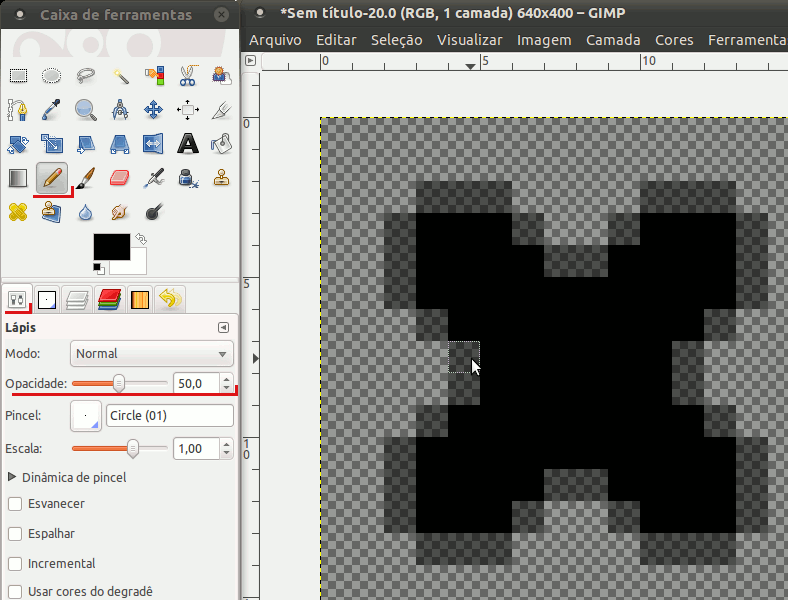 Caixa de ferramentas
*Sem título-20.0 (RGB, 1 camada) 640x400 – GIMP
Arquivo Editar Seleção Visualizar Imagem Camada Cores Ferramenta
0 5 10
0
5
10
Lápis
Modo: Normal
Opacidade: 50,0
Pincel: Circle (01)
Escala: 1,00
Dinâmica de pincel
Esvanecer
Espalhar
Incremental
Usar cores do degradê